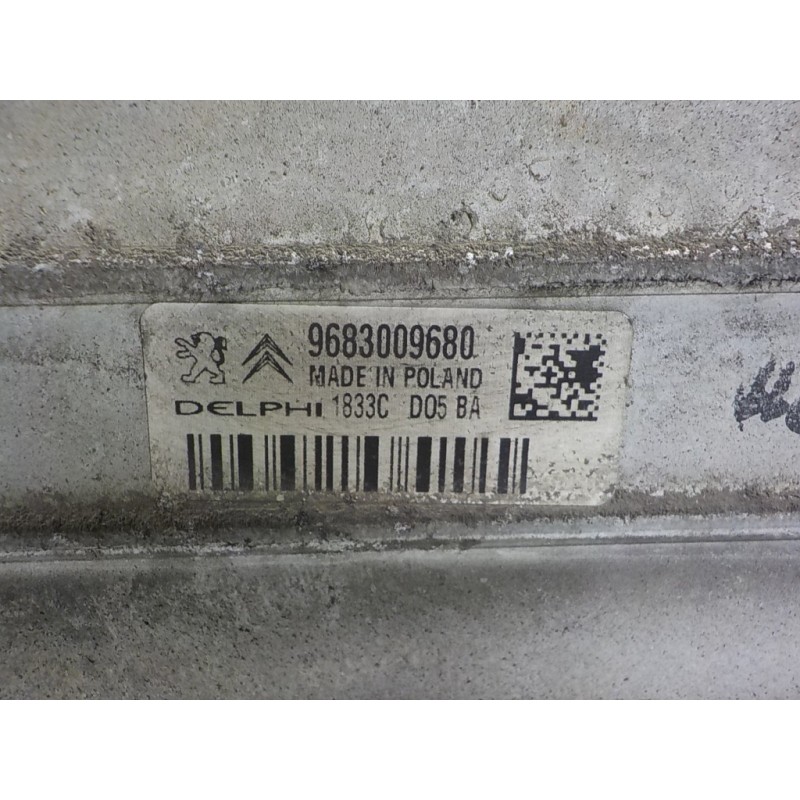 9683009680
MADE IN POLAND
DELPHI 1833C D05 BA